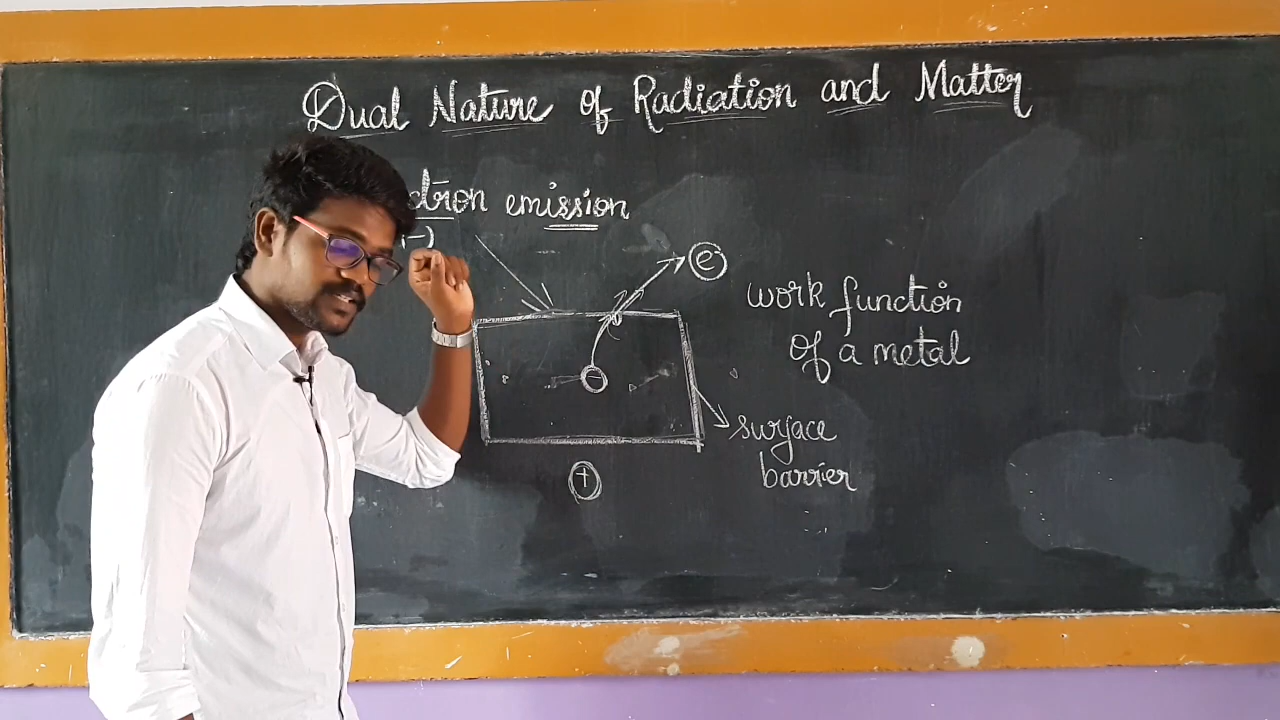 Dual Nature of Radiation and Matter
ctron emission
(-)
e
work function
of a metal
-
surface
barrier
+